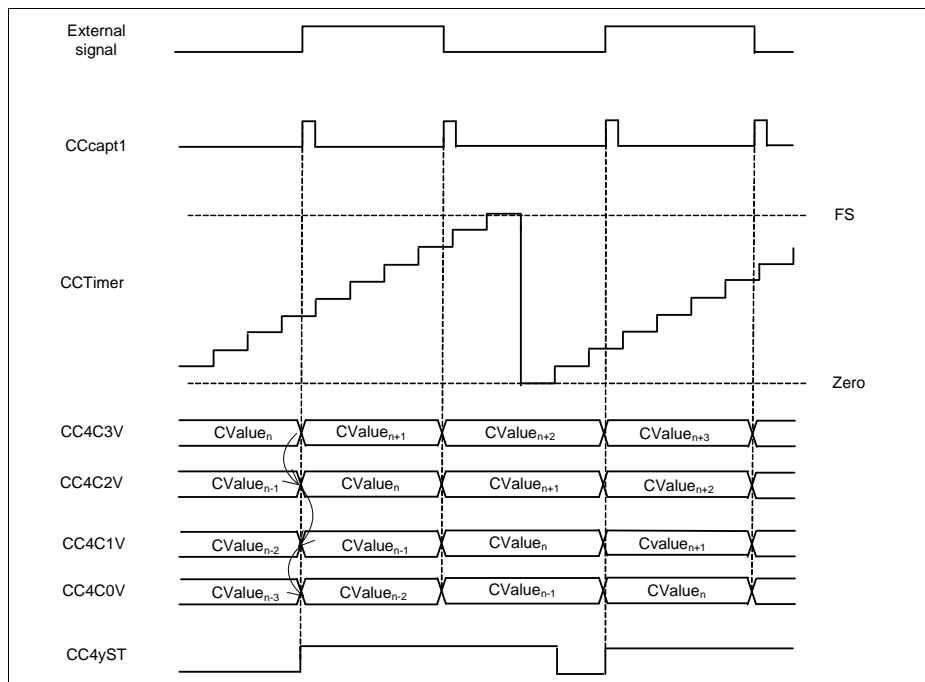 External
signal
CCcapt1
FS
CCTimer
Zero
CC4C3V CValueₙ CValueₙ₊₁ CValueₙ₊₂ CValueₙ₊₃
CC4C2V CValueₙ₋₁ CValueₙ CValueₙ₊₁ CValueₙ₊₂
CC4C1V CValueₙ₋₂ CValueₙ₋₁ CValueₙ Cvalueₙ₊₁
CC4C0V CValueₙ₋₃ CValueₙ₋₂ CValueₙ₋₁ CValueₙ
CC4yST